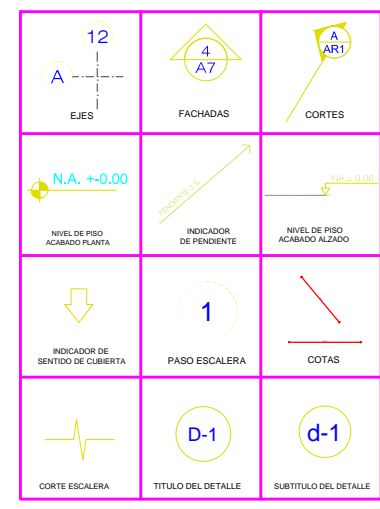 12
A
EJES
4
A7
FACHADAS
A
AR1
CORTES
N.A. +-0.00
NIVEL DE PISO
ACABADO PLANTA
PENDIENTE 3 %
INDICADOR
DE PENDIENTE
NA ± 0.00
NIVEL DE PISO
ACABADO ALZADO
INDICADOR DE
SENTIDO DE CUBIERTA
1
PASO ESCALERA
COTAS
CORTE ESCALERA
D-1
TITULO DEL DETALLE
d-1
SUBTITULO DEL DETALLE